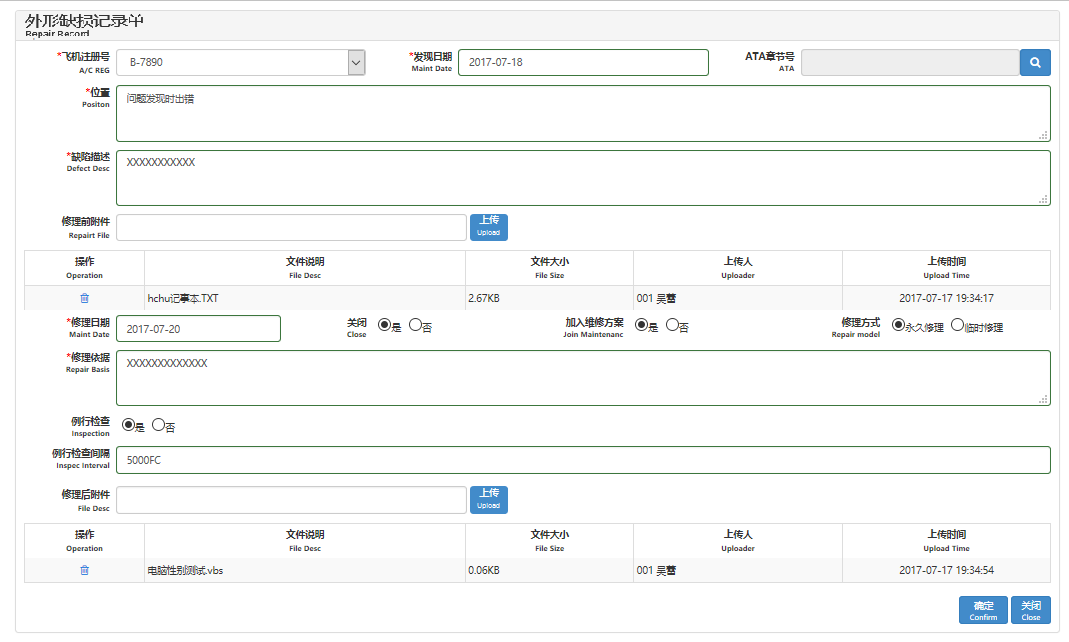 外形缺损记录单
Repair Record
*飞机注册号 B-7890 *发现日期 2017-07-18 ATA章节号
A/C REG Maint Date ATA
*位置 问题发现时出错
Positon
*缺陷描述 XXXXXXXXXXX
Defect Desc
修理前附件 上传
Repairt File Upload
操作 文件说明 文件大小 上传人 上传时间
Operation File Desc File Size Uploader Upload Time
hchu记事本.TXT 2.67KB 001 吴蕾 2017-07-17 19:34:17
*修理日期 2017-07-20 关闭 是 否 加入维修方案 是 否 修理方式 永久修理 临时修理
Maint Date Close Join Maintenanc Repair model
*修理依据 XXXXXXXXXXXXX
Repair Basis
例行检查 是 否
Inspection
例行检查间隔 5000FC
Inspec Interval
修理后附件 上传
File Desc Upload
操作 文件说明 文件大小 上传人 上传时间
Operation File Desc File Size Uploader Upload Time
电脑性别测试.vbs 0.06KB 001 吴蕾 2017-07-17 19:34:54
确定 关闭
Confirm Close